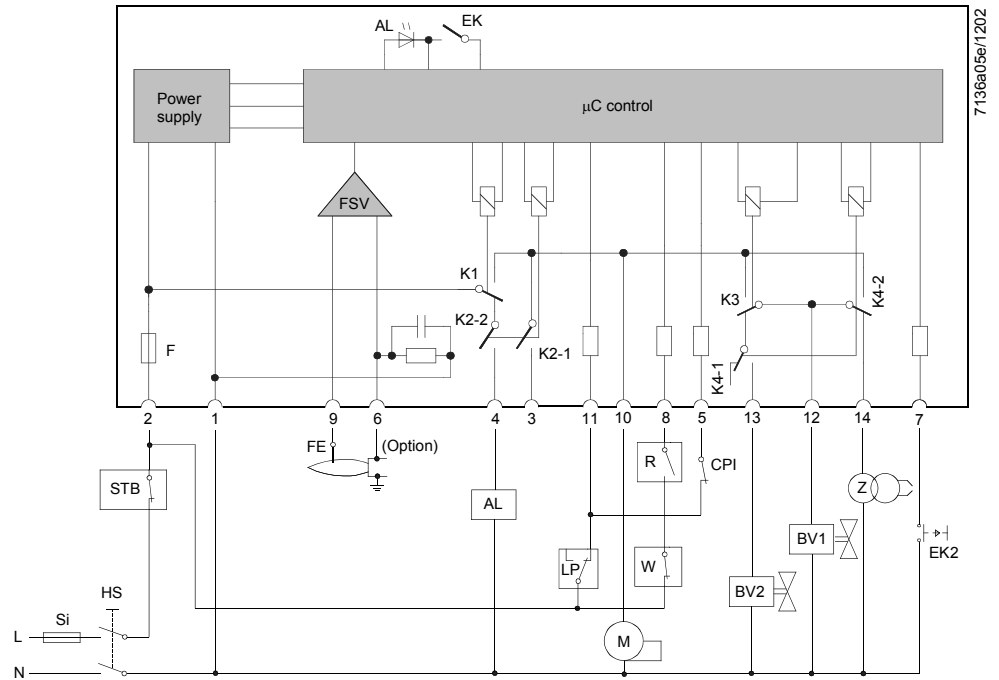 7136a05e/1202
AL
EK
Power
supply
µC control
FSV
K1
K2-2
K2-1
K3
K4-2
K4-1
F
2
1
9
6
4
3
11
10
8
5
13
12
14
7
FE
(Option)
STB
R
CPI
Z
AL
BV1
EK2
LP
W
BV2
HS
Si
L
M
N